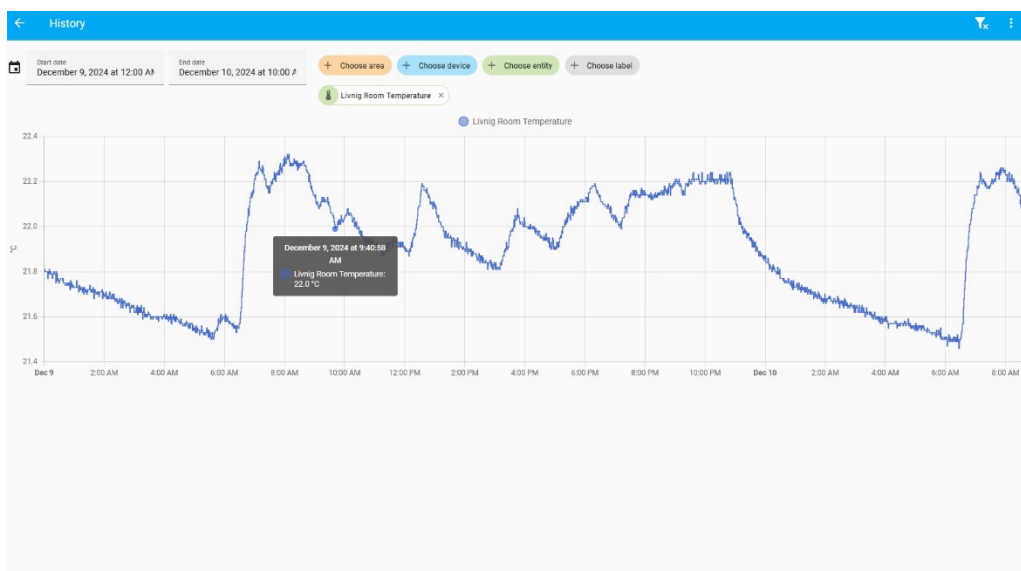 History
Start date
December 9, 2024 at 12:00 AM
End date
December 10, 2024 at 10:00 A
+ Choose area
+ Choose device
+ Choose entity
+ Choose label
Livnig Room Temperature ×
Livnig Room Temperature
22.4
22.2
22.0
°C
21.8
21.6
21.4
December 9, 2024 at 9:40:58
AM
Livnig Room Temperature:
22.0 °C
Dec 9 2:00 AM 4:00 AM 6:00 AM 8:00 AM 10:00 AM 12:00 PM 2:00 PM 4:00 PM 6:00 PM 8:00 PM 10:00 PM Dec 10 2:00 AM 4:00 AM 6:00 AM 8:00 AM